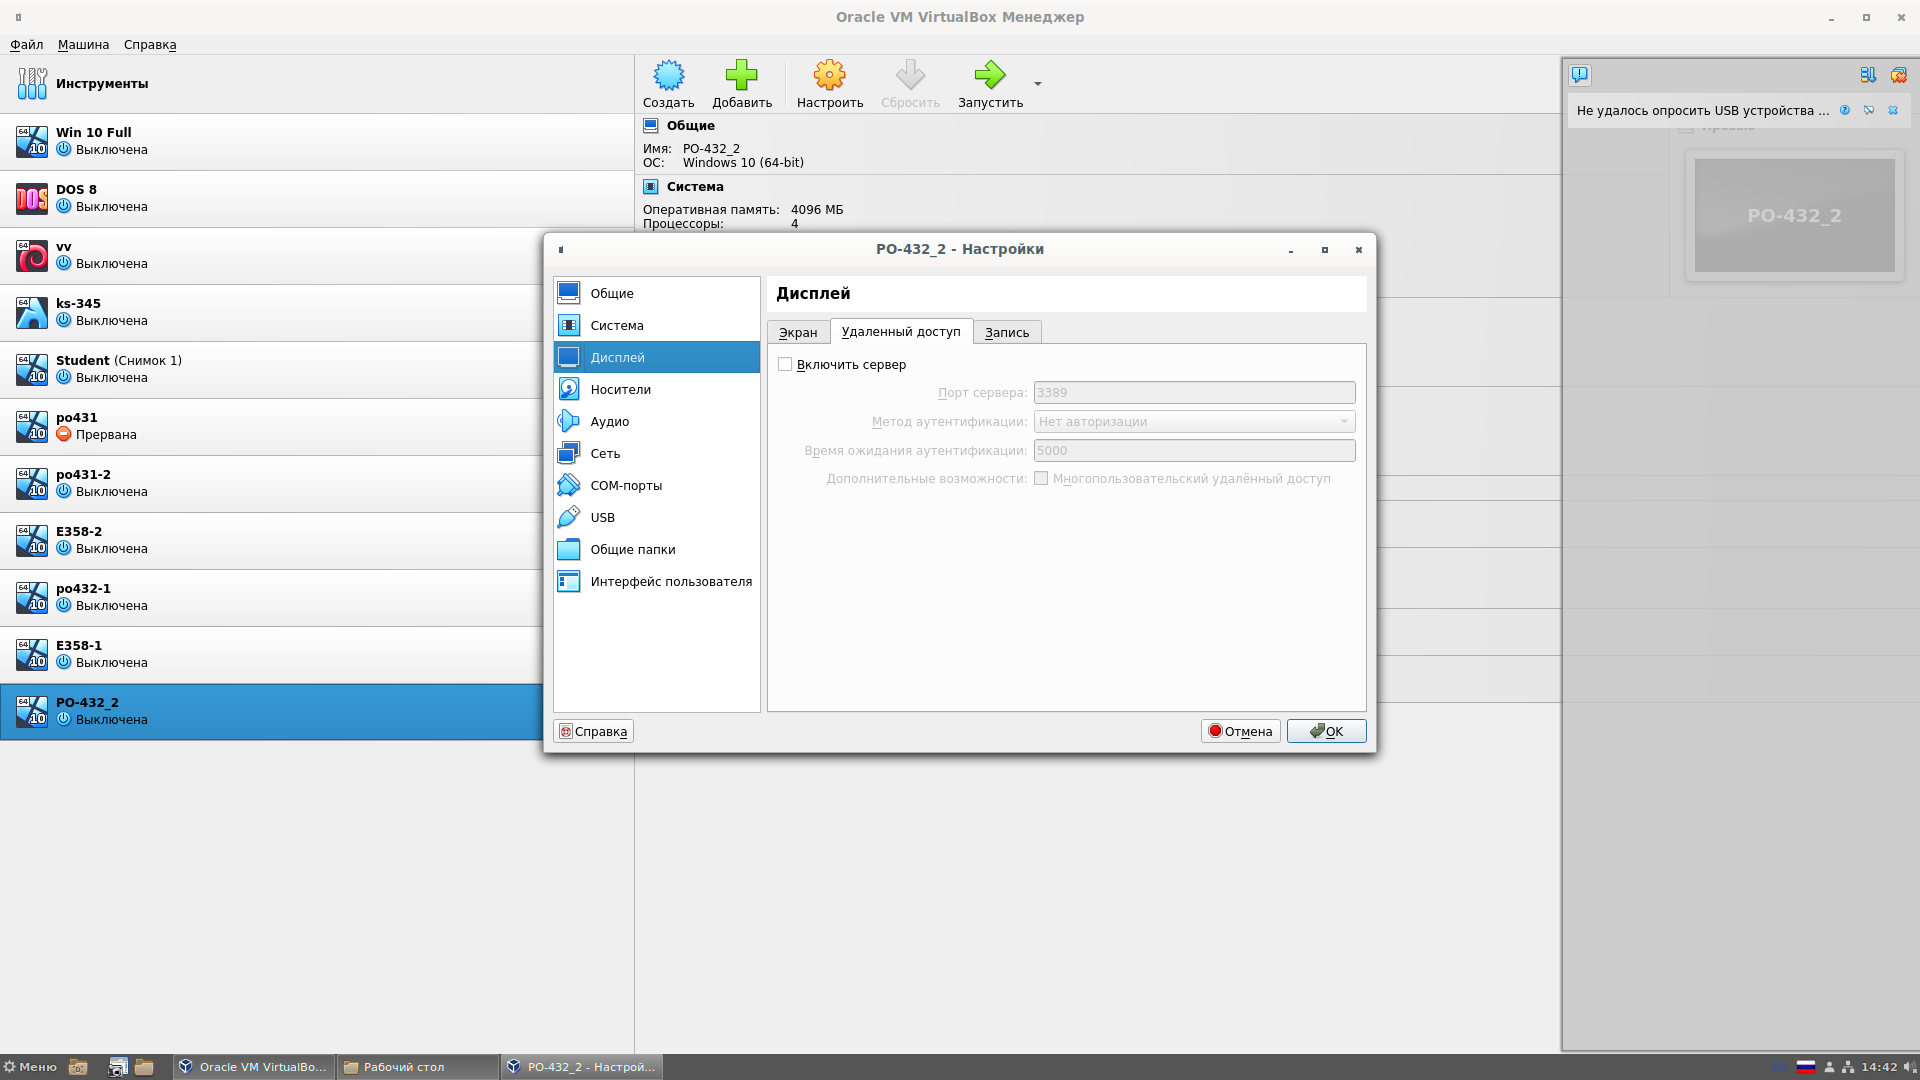 Oracle VM VirtualBox Менеджер
Файл Машина Справка
Инструменты
Создать Добавить Настроить Сбросить Запустить
Win 10 Full
Выключена
DOS 8
Выключена
vv
Выключена
ks-345
Выключена
Student (Снимок 1)
Выключена
po431
Прервана
po431-2
Выключена
E358-2
Выключена
po432-1
Выключена
E358-1
Выключена
PO-432_2
Выключена
Общие
Имя: PO-432_2
ОС: Windows 10 (64-bit)
Система
Оперативная память: 4096 МБ
Процессоры: 4
Не удалось опросить USB устройства ...
Превью
PO-432_2
PO-432_2 - Настройки
Общие
Система
Дисплей
Носители
Аудио
Сеть
COM-порты
USB
Общие папки
Интерфейс пользователя
Дисплей
Экран Удаленный доступ Запись
Включить сервер
Порт сервера: 3389
Метод аутентификации: Нет авторизации
Время ожидания аутентификации: 5000
Дополнительные возможности: Многопользовательский удалённый доступ
Справка Отмена OK
Меню Oracle VM VirtualBo... Рабочий стол PO-432_2 - Настрой... 14:42